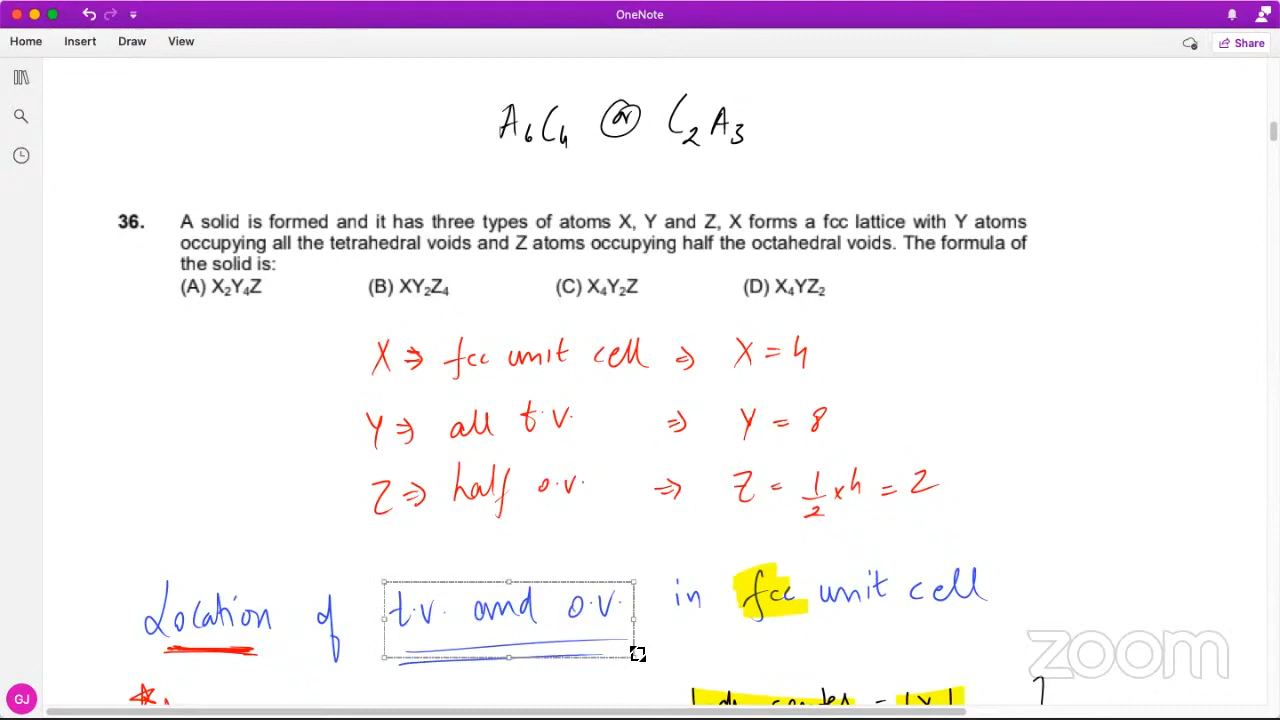 OneNote
Home Insert Draw View Share
A₆C₄ or C₂A₃
36. A solid is formed and it has three types of atoms X, Y and Z, X forms a fcc lattice with Y atoms
occupying all the tetrahedral voids and Z atoms occupying half the octahedral voids. The formula of
the solid is:
(A) X₂Y₄Z (B) XY₂Z₄ (C) X₄Y₂Z (D) X₄YZ₂
X ⇒ fcc unit cell ⇒ X = 4
Y ⇒ all t.v. ⇒ Y = 8
Z ⇒ half o.v. ⇒ Z = 1/2 x 4 = 2
Location of t.v. and o.v. in fcc unit cell
zoom
GJ